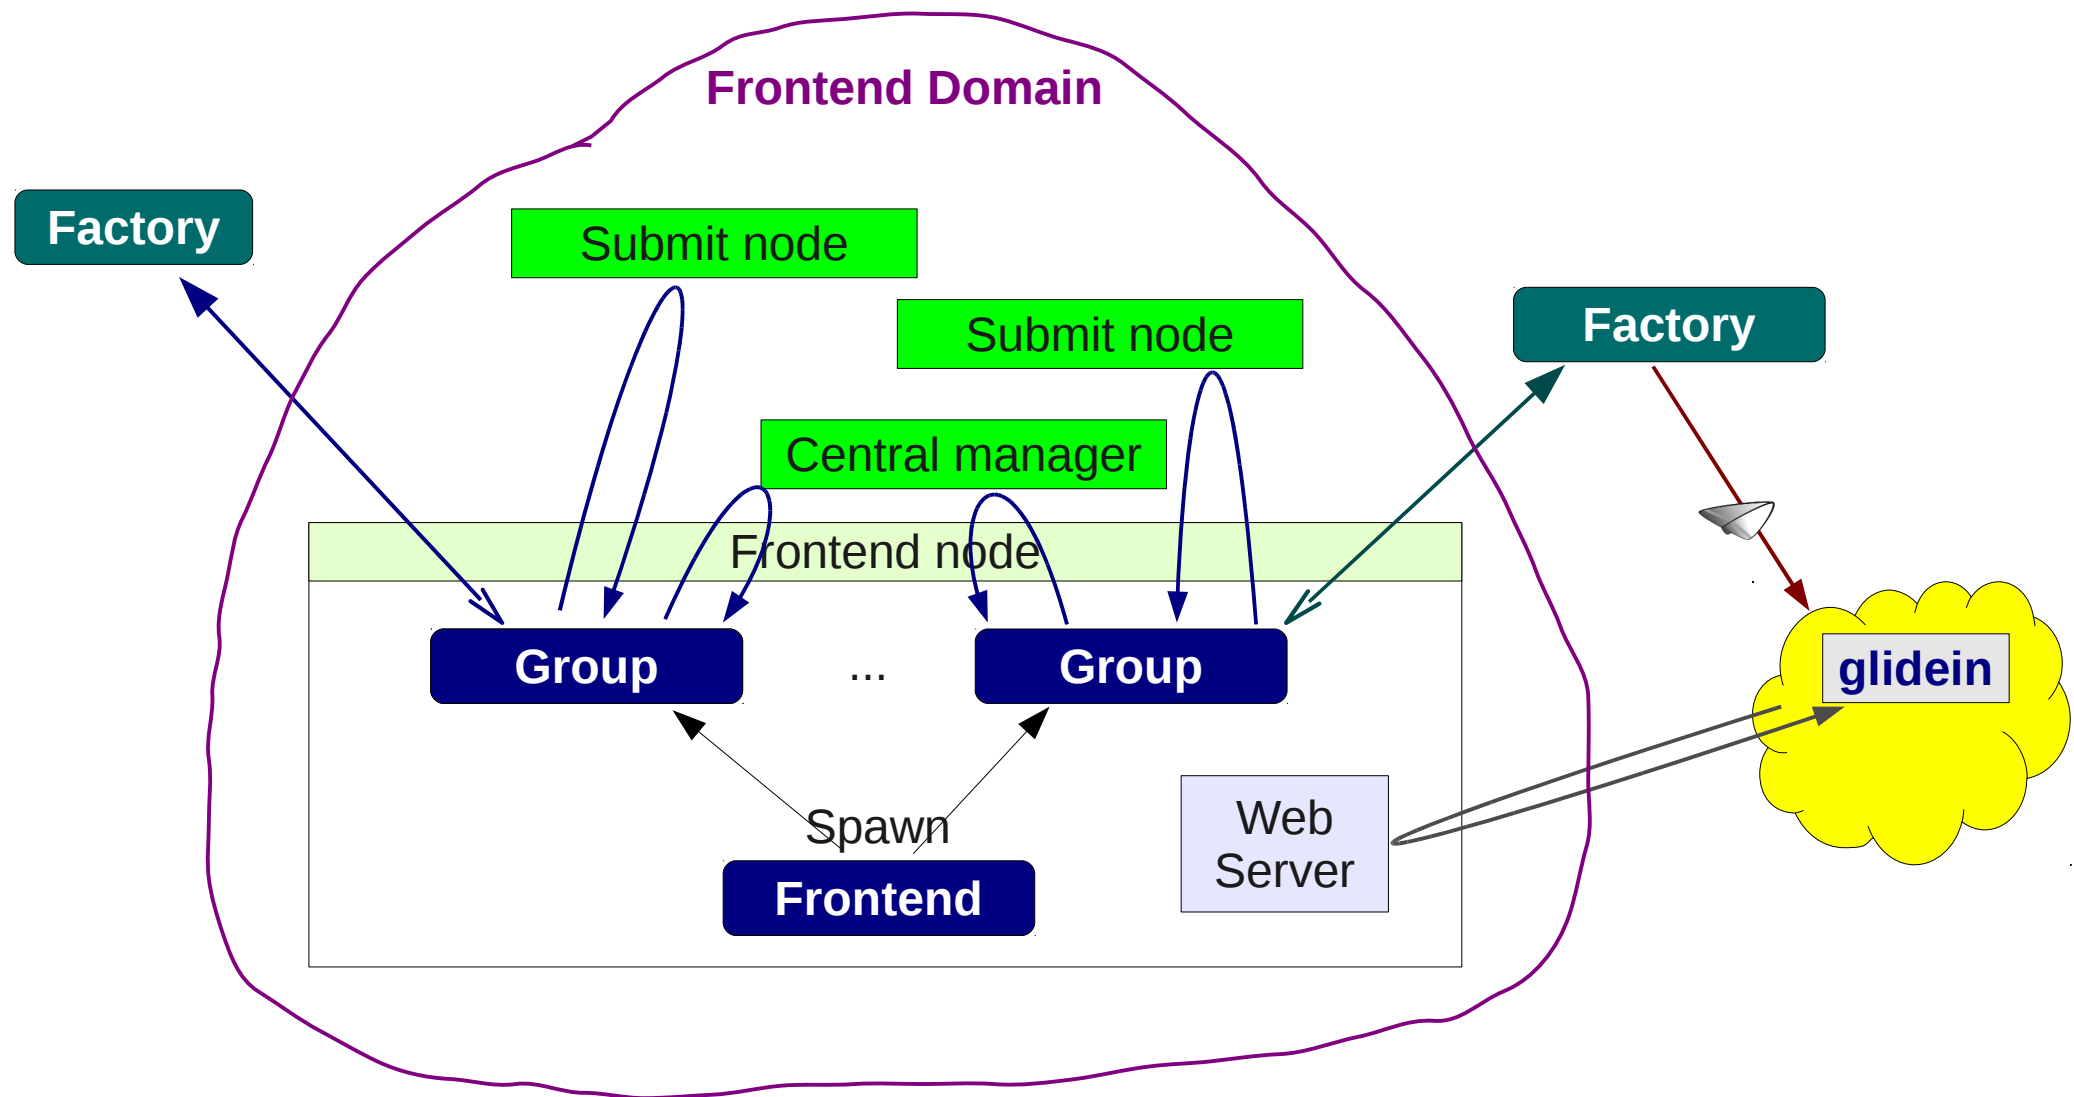 Frontend Domain
Factory
Submit node
Submit node
Factory
Central manager
Frontend node
Group
...
Group
glidein
Spawn
Web
Server
Frontend